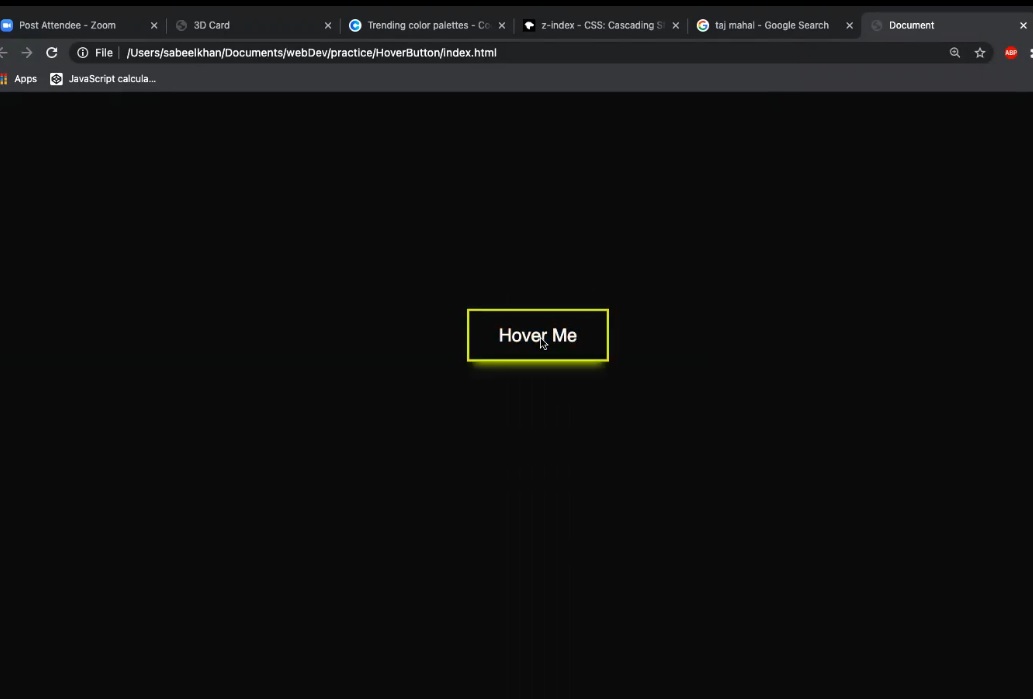 Post Attendee - Zoom
3D Card
Trending color palettes - Co
z-index - CSS: Cascading S
taj mahal - Google Search
Document
File /Users/sabeelkhan/Documents/webDev/practice/HoverButton/index.html
ABP
Apps JavaScript calcula...
Hover Me